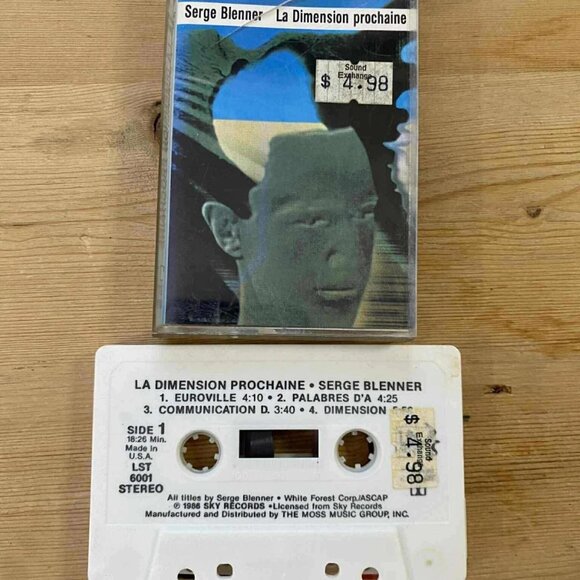 Serge Blenner La Dimension prochaine
Sound
Exchange
$ 4.98
LA DIMENSION PROCHAINE • SERGE BLENNER
1. EUROVILLE 4:10 • 2. PALABRES D'A 4:25
3. COMMUNICATION D. 3:40 • 4. DIMENSION
SIDE 1
18:26 Min.
Made in
U.S.A.
LST
6001
STEREO
Sound
Exchange
$ 4.98
All titles by Serge Blenner • White Forest Corp./ASCAP
℗ 1986 SKY RECORDS • Licensed from Sky Records
Manufactured and Distributed by THE MOSS MUSIC GROUP, INC.